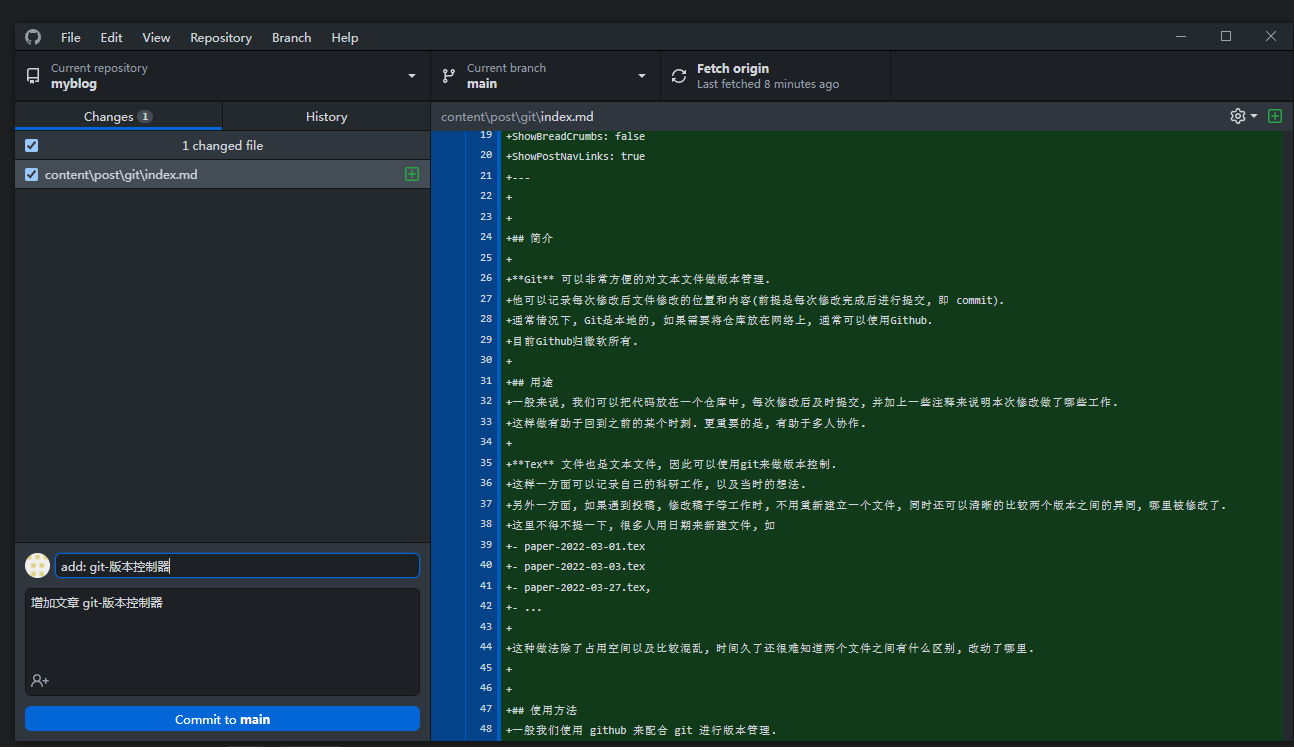 File Edit View Repository Branch Help
Current repository
myblog
Current branch
main
Fetch origin
Last fetched 8 minutes ago
Changes 1
History
1 changed file
content\post\git\index.md
add: git-版本控制器
增加文章 git-版本控制器
Commit to main
content\post\git\index.md
19 +ShowBreadCrumbs: false
20 +ShowPostNavLinks: true
21 +---
22 +
23 +
24 +## 简介
25 +
26 +**Git** 可以非常方便的对文本文件做版本管理.
27 +他可以记录每次修改后文件修改的位置和内容(前提是每次修改完成后进行提交, 即 commit).
28 +通常情况下, Git是本地的, 如果需要将仓库放在网络上, 通常可以使用Github.
29 +目前Github归微软所有.
30 +
31 +## 用途
32 +一般来说, 我们可以把代码放在一个仓库中, 每次修改后及时提交, 并加上一些注释来说明本次修改做了哪些工作.
33 +这样做有助于回到之前的某个时刻. 更重要的是, 有助于多人协作.
34 +
35 +**Tex** 文件也是文本文件, 因此可以使用git来做版本控制.
36 +这样一方面可以记录自己的科研工作, 以及当时的想法.
37 +另外一方面, 如果遇到投稿, 修改稿子等工作时, 不用重新建立一个文件, 同时还可以清晰的比较两个版本之间的异同, 哪里被修改了.
38 +这里不得不提一下, 很多人用日期来新建文件, 如
39 +- paper-2022-03-01.tex
40 +- paper-2022-03-03.tex
41 +- paper-2022-03-27.tex,
42 +- ...
43 +
44 +这种做法除了占用空间以及比较混乱, 时间久了还很难知道两个文件之间有什么区别, 改动了哪里.
45 +
46 +
47 +## 使用方法
48 +一般我们使用 github 来配合 git 进行版本管理.